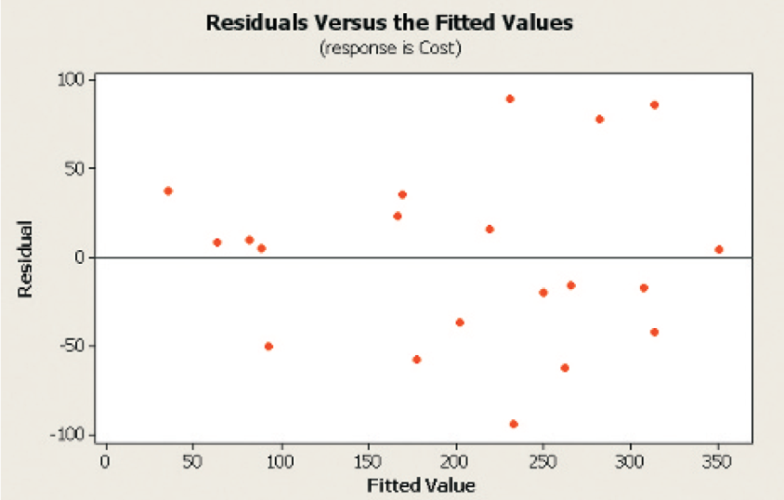 Residuals Versus the Fitted Values
(response is Cost)
100
50
0
-50
-100
Residual
0 50 100 150 200 250 300 350
Fitted Value